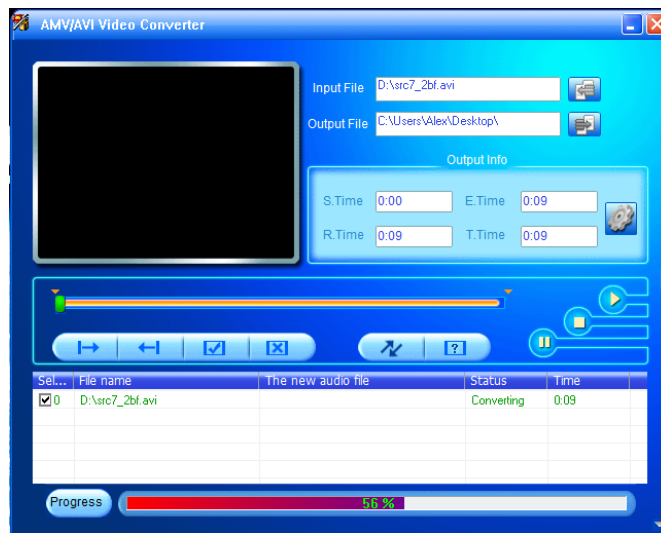 AMV/AVI Video Converter
Input File D:\src7_2bf.avi
Output File C:\Users\Alex\Desktop\
Output Info
S.Time 0:00 E.Time 0:09
R.Time 0:09 T.Time 0:09
?
Sel... File name The new audio file Status Time
0 D:\src7_2bf.avi Converting 0:09
Progress 56 %